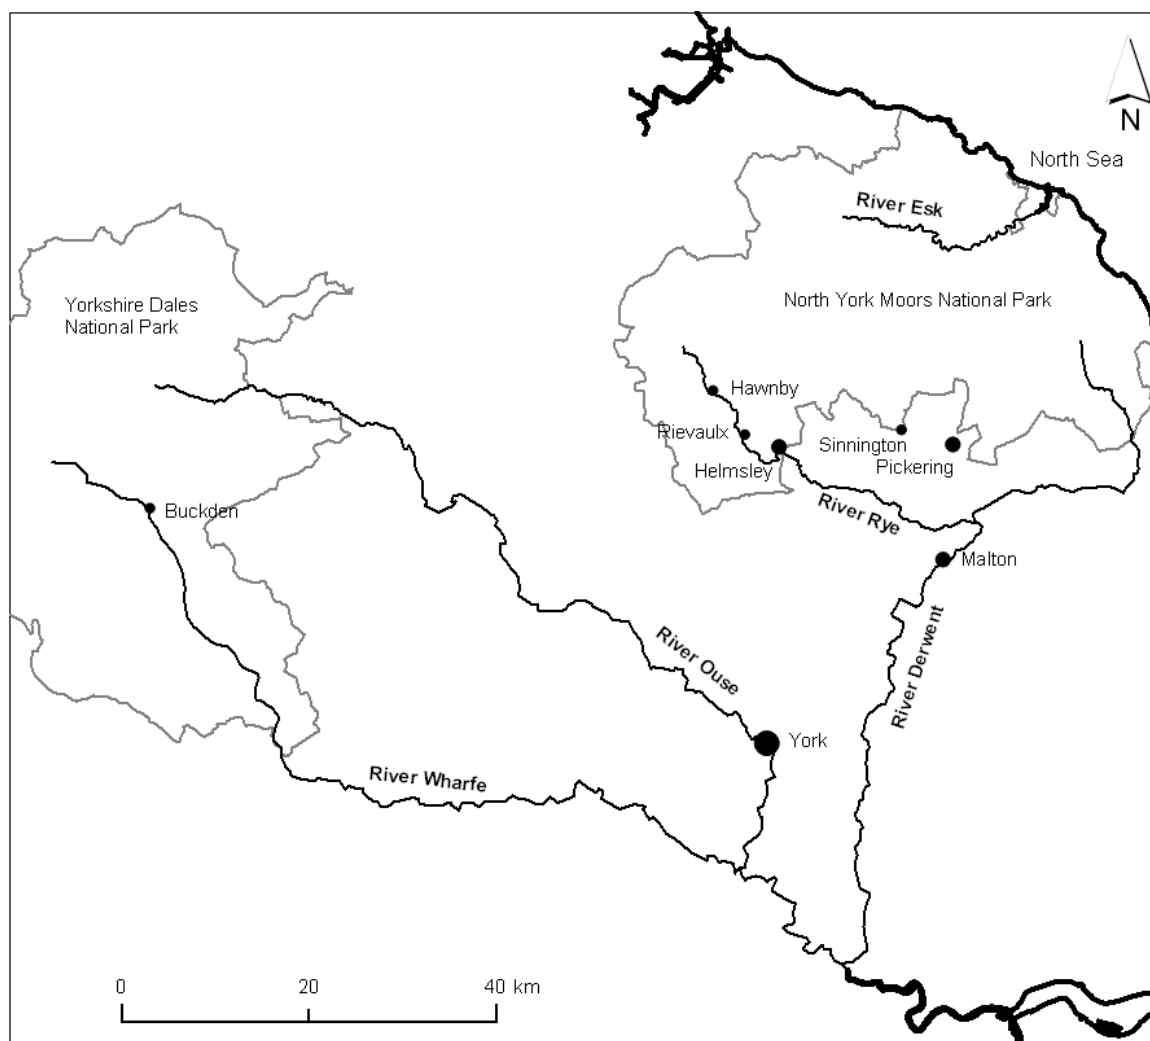 N
North Sea
River Esk
Yorkshire Dales
National Park
North York Moors National Park
Hawnby
Rievaulx
Sinnington
Helmsley
Pickering
Buckden
River Rye
Malton
River Ouse
River Derwent
York
River Wharfe
0 20 40 km